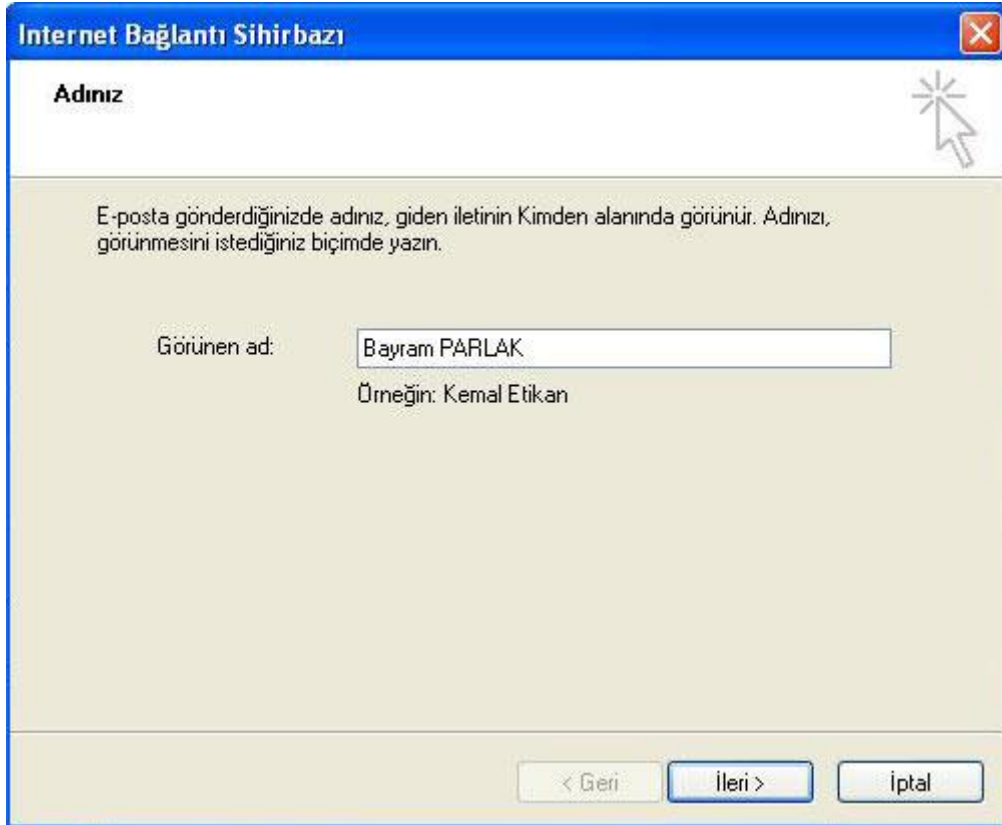 Internet Bağlantı Sihirbazı
Adınız
E-posta gönderdiğinizde adınız, giden iletinin Kimden alanında görünür. Adınızı,
görünmesini istediğiniz biçimde yazın.
Görünen ad: Bayram PARLAK
Örneğin: Kemal Etikan
< Geri İleri > İptal